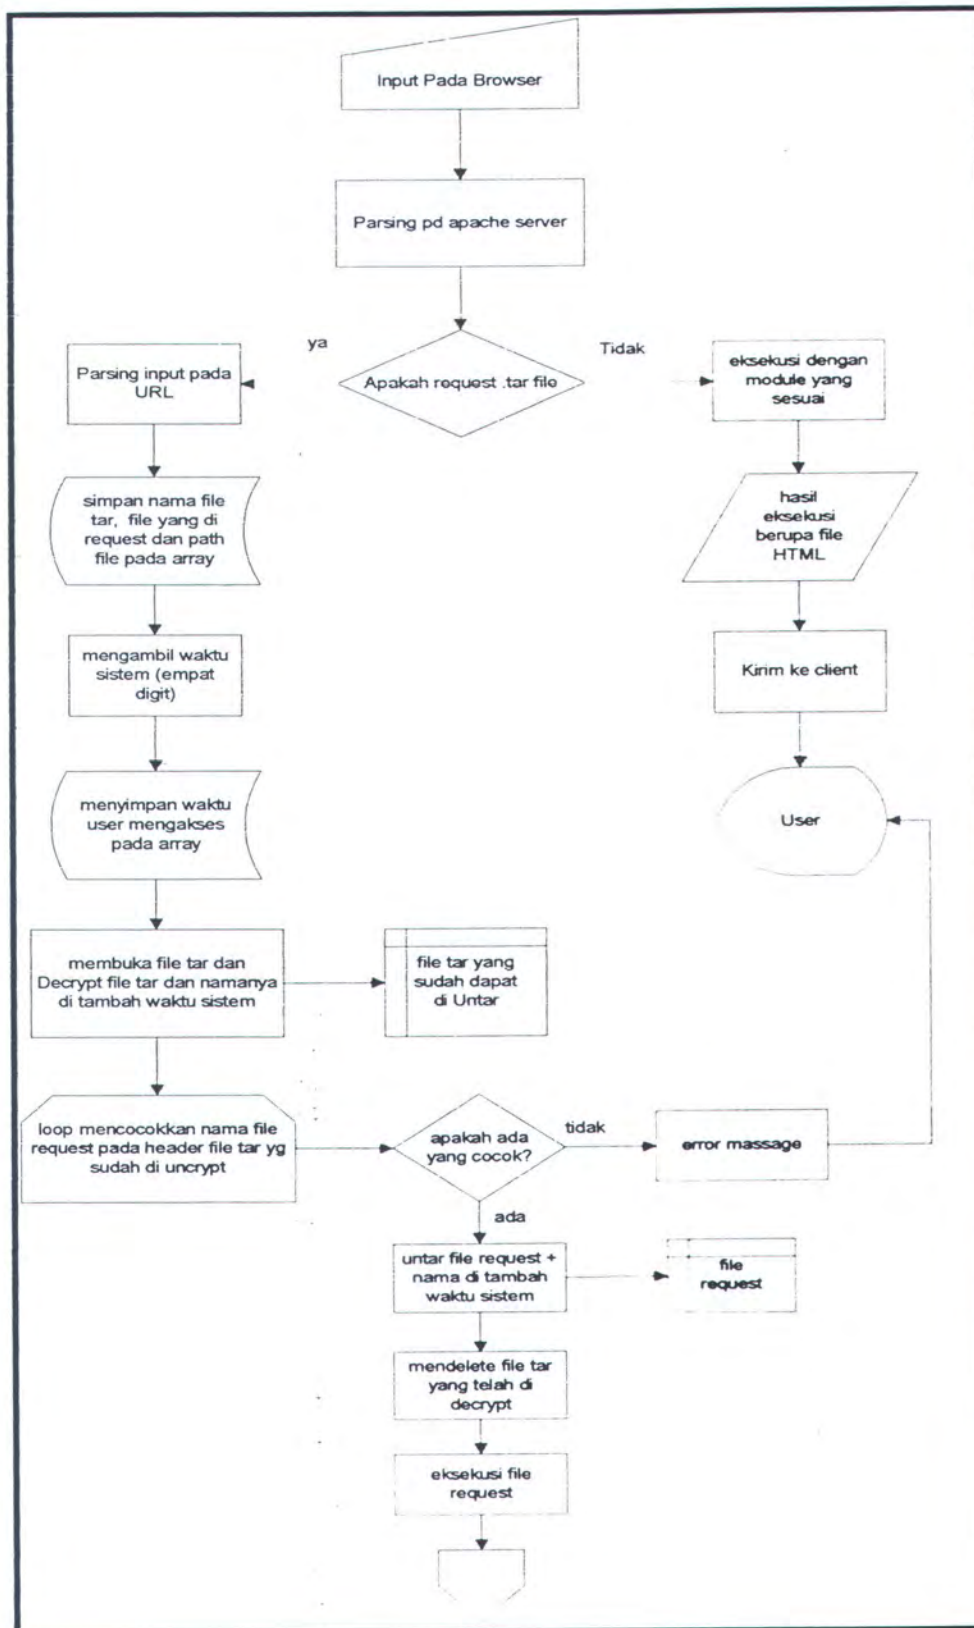 Input Pada Browser
Parsing pd apache server
ya
Tidak
Apakah request .tar file
Parsing input pada
URL
eksekusi dengan
module yang
sesuai
simpan nama file
tar, file yang di
request dan path
file pada array
hasil
eksekusi
berupa file
HTML
mengambil waktu
sistem (empat
digit)
Kirim ke client
menyimpan waktu
user mengakses
pada array
User
membuka file tar dan
Decrypt file tar dan namanya
di tambah waktu sistem
file tar yang
sudah dapat
di Untar
loop mencocokkan nama file
request pada header file tar yg
sudah di uncrypt
apakah ada
yang cocok?
tidak
error massage
ada
untar file request +
nama di tambah
waktu sistem
file
request
mendelete file tar
yang telah di
decrypt
eksekusi file
request